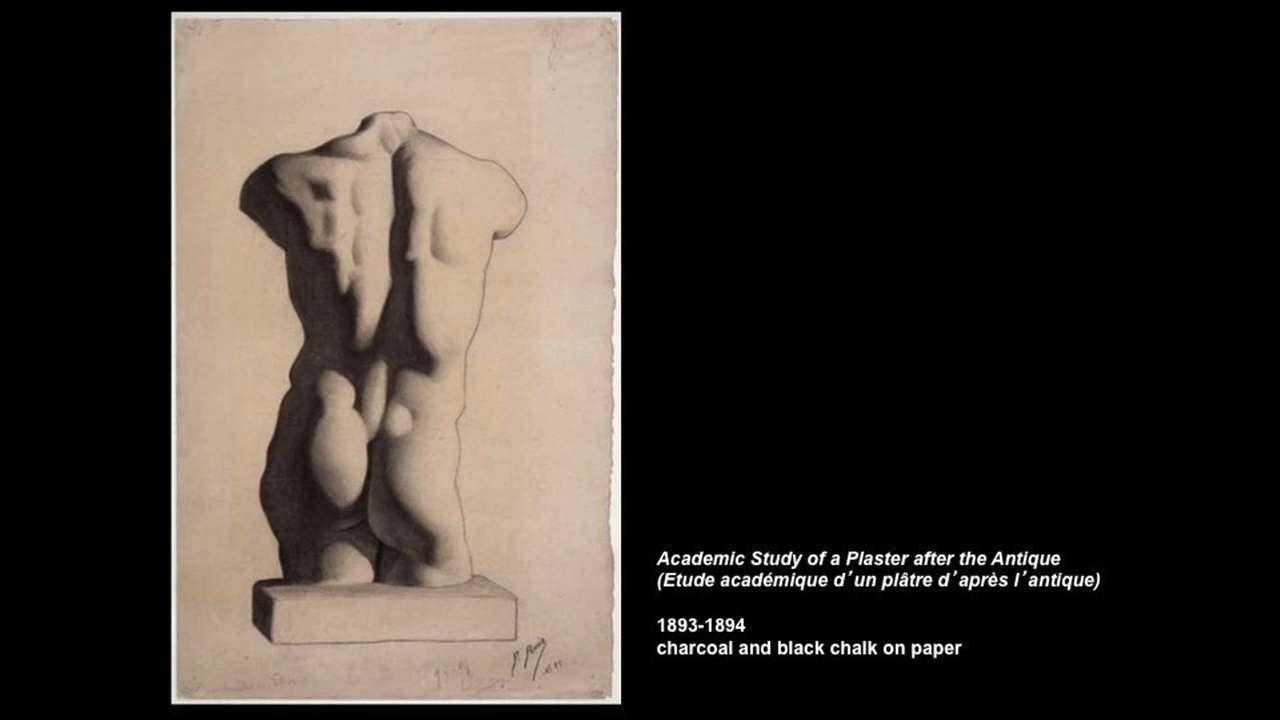 Academic Study of a Plaster after the Antique
(Etude académique d’un plâtre d’après l’antique)
1893-1894
charcoal and black chalk on paper